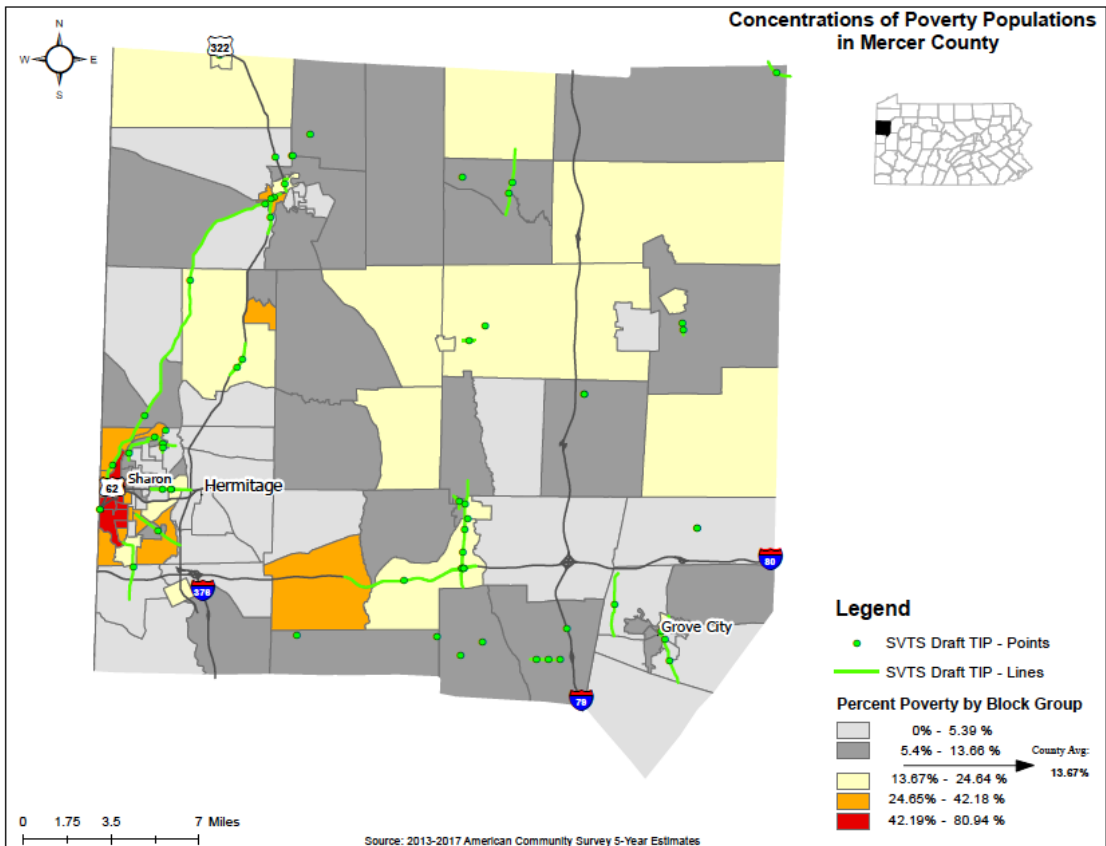 Concentrations of Poverty Populations
in Mercer County
N
W
E
S
322
Sharon
62
Hermitage
376
80
Grove City
79
Legend
SVTS Draft TIP - Points
SVTS Draft TIP - Lines
Percent Poverty by Block Group
0% - 5.39 %
5.4% - 13.66 %
County Avg:
13.67%
13.67% - 24.64 %
24.65% - 42.18 %
42.19% - 80.94 %
0 1.75 3.5 7 Miles
Source: 2013-2017 American Community Survey 5-Year Estimates